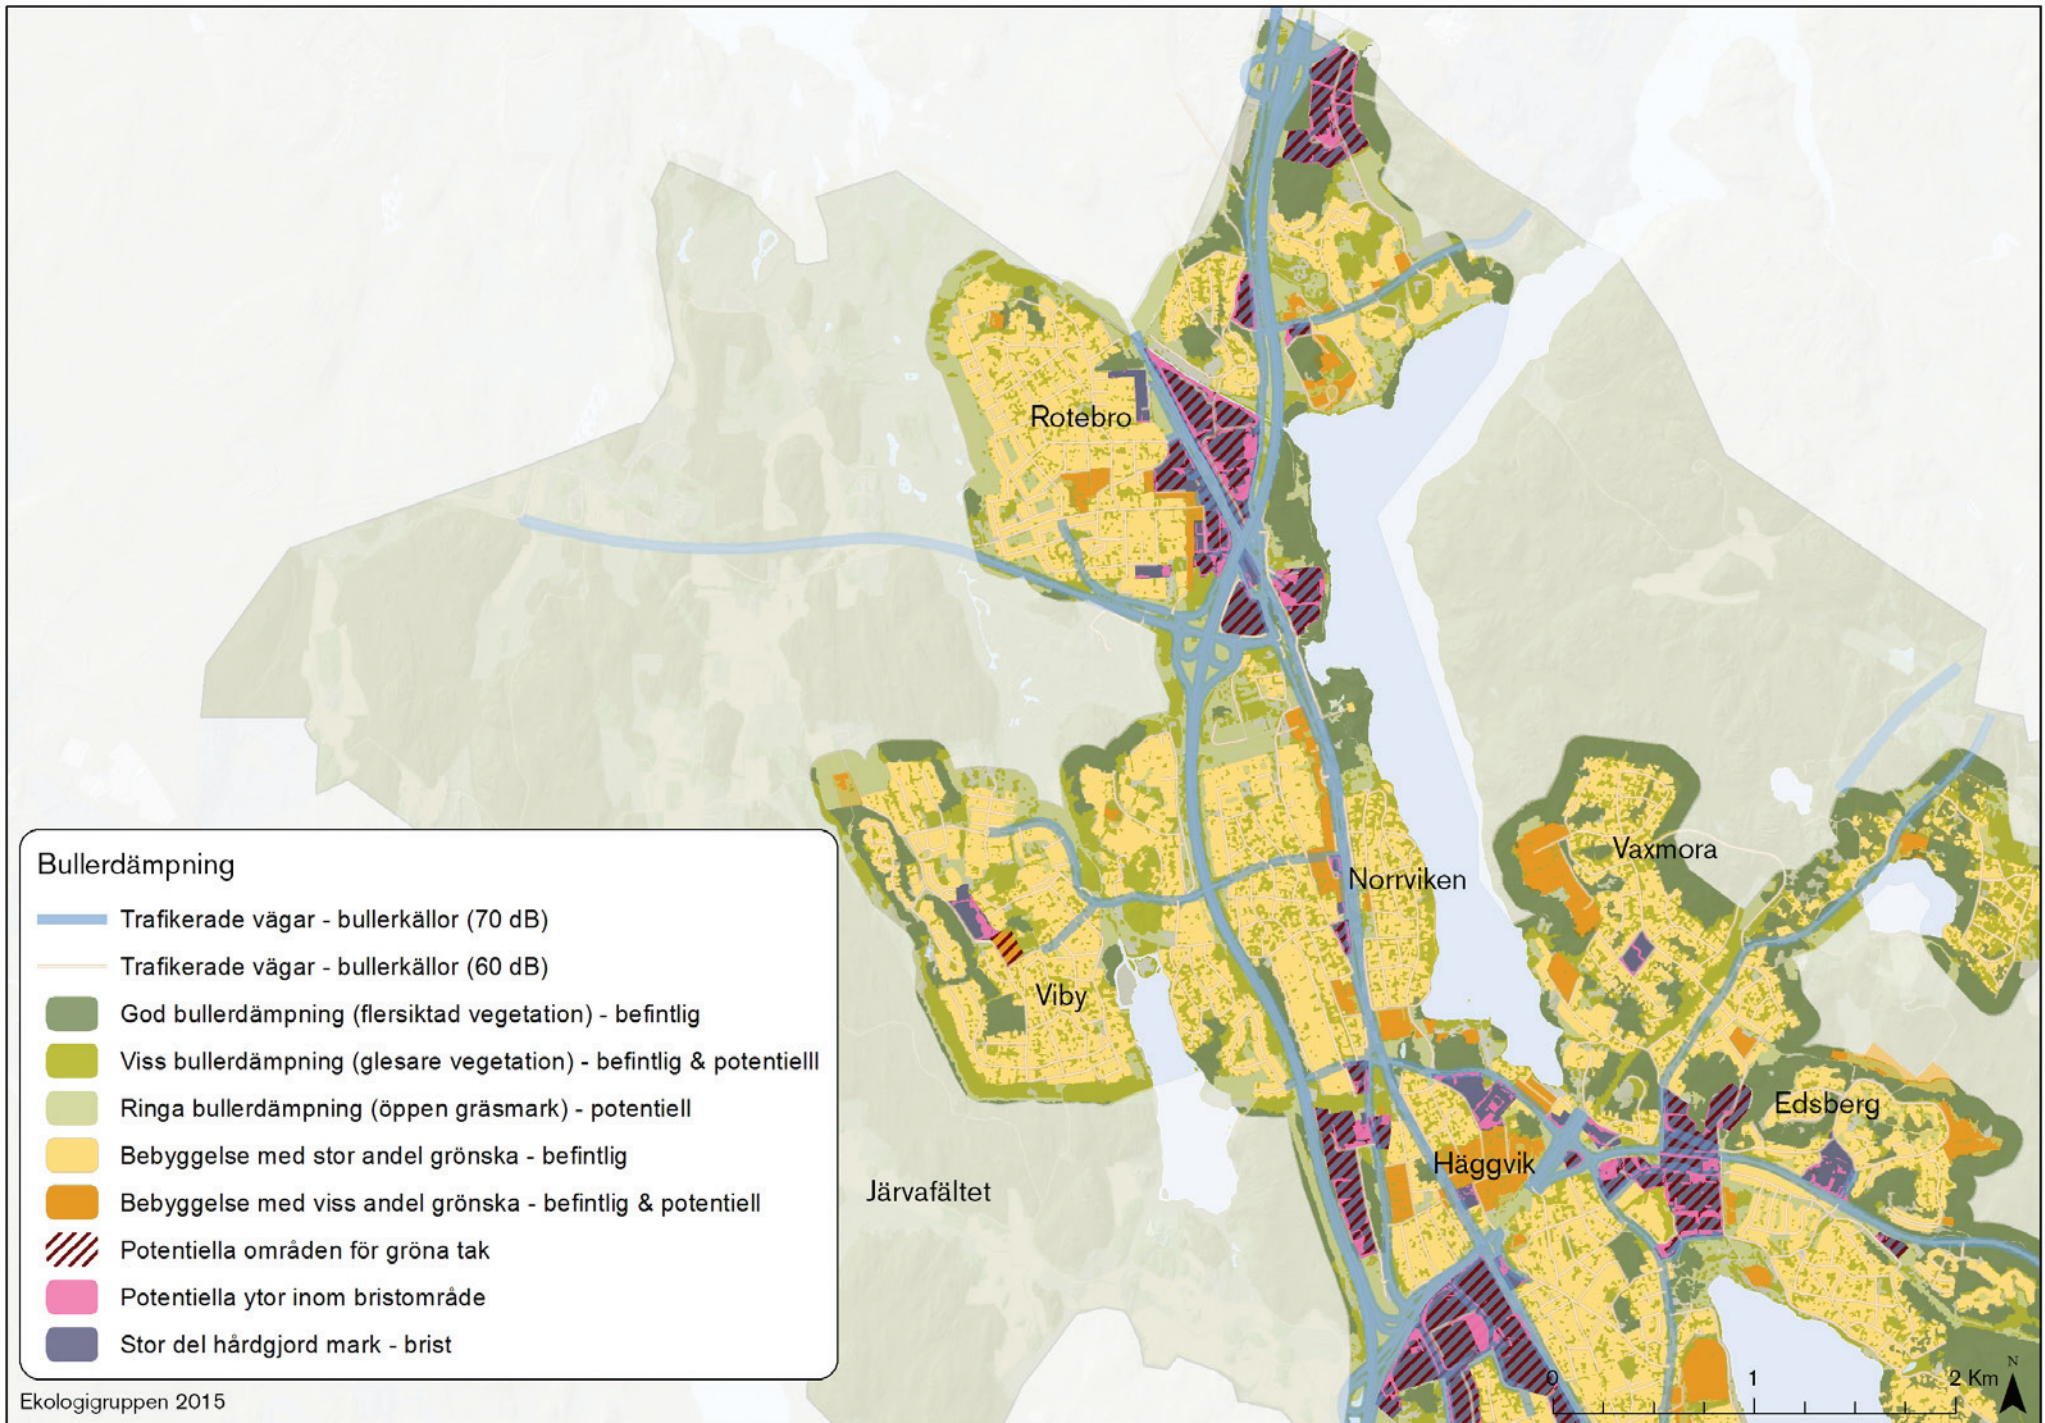 Rotebro
Vaxmora
Norrviken
Viby
Edsberg
Häggvik
Järvafältet
Bullerdämpning
Trafikerade vägar - bullerkällor (70 dB)
Trafikerade vägar - bullerkällor (60 dB)
God bullerdämpning (flersiktad vegetation) - befintlig
Viss bullerdämpning (glesare vegetation) - befintlig & potentielll
Ringa bullerdämpning (öppen gräsmark) - potentiell
Bebyggelse med stor andel grönska - befintlig
Bebyggelse med viss andel grönska - befintlig & potentiell
Potentiella områden för gröna tak
Potentiella ytor inom bristområde
Stor del hårdgjord mark - brist
Ekologigruppen 2015
0 1 2 Km
N